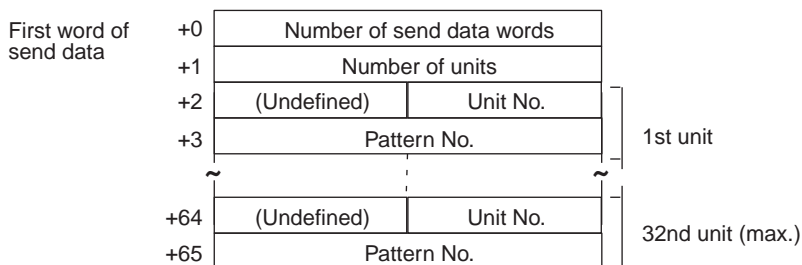 First word of
send data
+0 Number of send data words
+1 Number of units
+2 (Undefined) Unit No.
+3 Pattern No.
1st unit
~ ~
+64 (Undefined) Unit No.
+65 Pattern No.
32nd unit (max.)